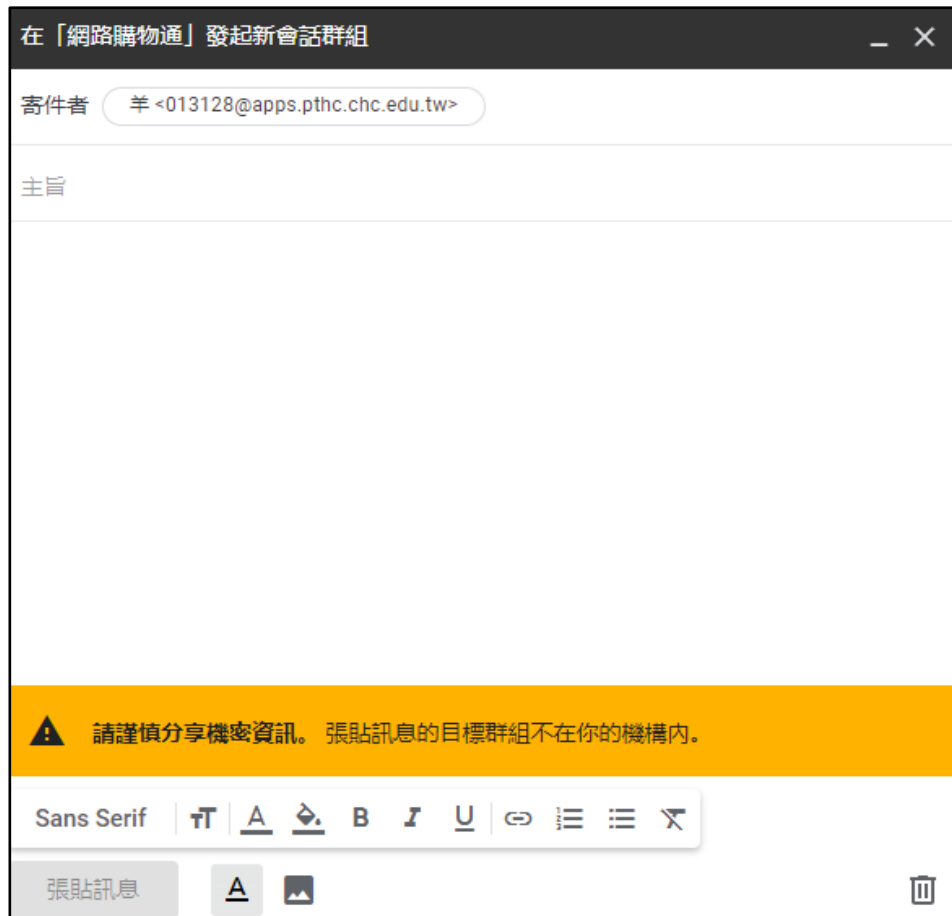 在「網路購物通」發起新會話群組
寄件者 羊 <013128@apps.pthc.chc.edu.tw>
主旨
請謹慎分享機密資訊。 張貼訊息的目標群組不在你的機構內。
Sans Serif
張貼訊息